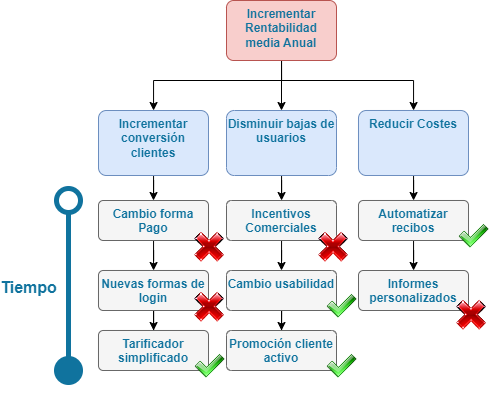 Incrementar
Rentabilidad
media Anual
Incrementar
conversión
clientes
Disminuir bajas de
usuarios
Reducir Costes
Cambio forma
Pago
Incentivos
Comerciales
Automatizar
recibos
Tiempo
Nuevas formas de
login
Cambio usabilidad
Informes
personalizados
Tarificador
simplificado
Promoción cliente
activo